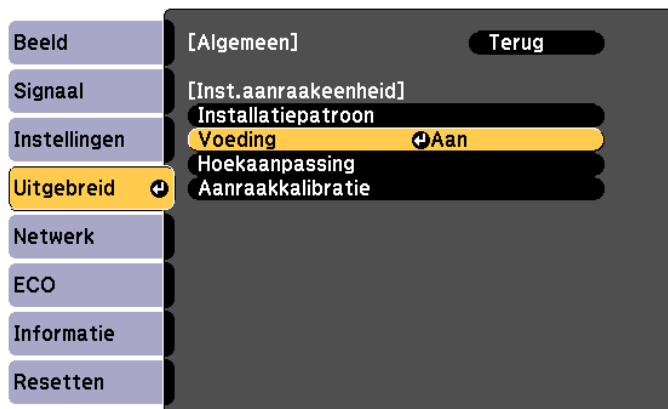 Beeld
Signaal
Instellingen
Uitgebreid
Netwerk
ECO
Informatie
Resetten
[Algemeen] Terug
[Inst.aanraakeenheid]
Installatiepatroon
Voeding Aan
Hoekaanpassing
Aanraakkalibratie